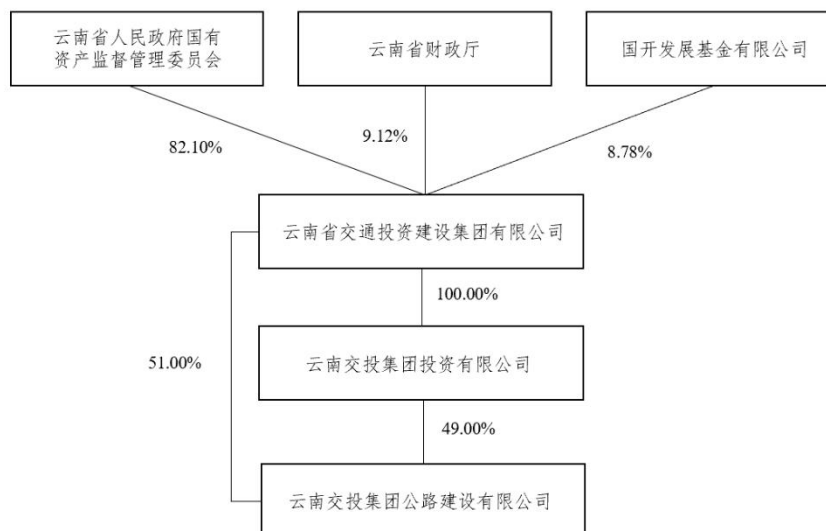 云南省人民政府国有
资产监督管理委员会
云南省财政厅
国开发展基金有限公司
82.10%
9.12%
8.78%
云南省交通投资建设集团有限公司
100.00%
云南交投集团投资有限公司
51.00%
49.00%
云南交投集团公路建设有限公司